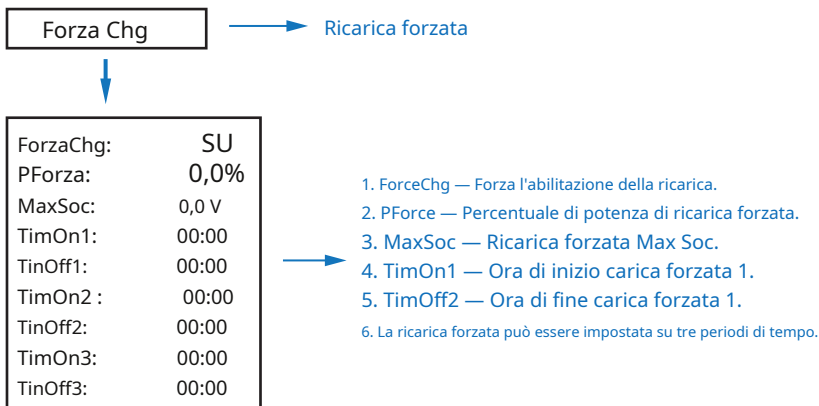 Forza Chg
Ricarica forzata
ForzaChg: SU
PForza: 0,0%
MaxSoc: 0,0 V
TimOn1: 00:00
TinOff1: 00:00
TimOn2 : 00:00
TinOff2: 00:00
TimOn3: 00:00
TinOff3: 00:00
1. ForceChg — Forza l'abilitazione della ricarica.
2. PForce — Percentuale di potenza di ricarica forzata.
3. MaxSoc — Ricarica forzata Max Soc.
4. TimOn1 — Ora di inizio carica forzata 1.
5. TimOff2 — Ora di fine carica forzata 1.
6. La ricarica forzata può essere impostata su tre periodi di tempo.